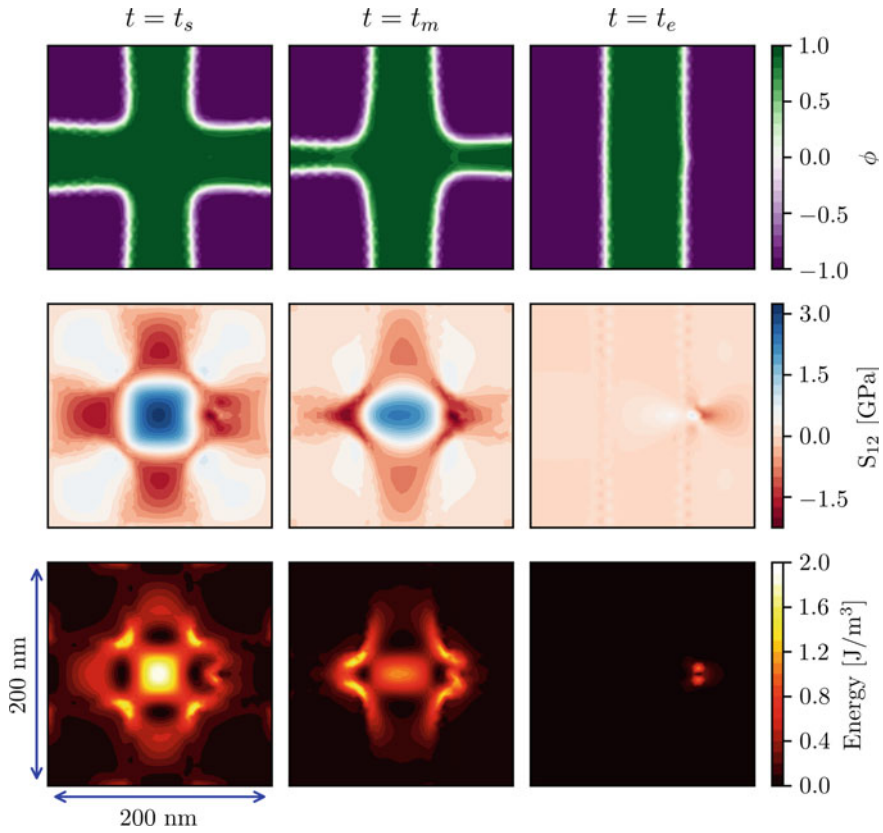 t = t_s t = t_m t = t_e
1.0
0.5
0.0
−0.5
−1.0
ϕ
3.0
1.5
0.0
−1.5
S_12 [GPa]
2.0
1.6
1.2
0.8
0.4
0.0
Energy [J/m³]
200 nm
200 nm